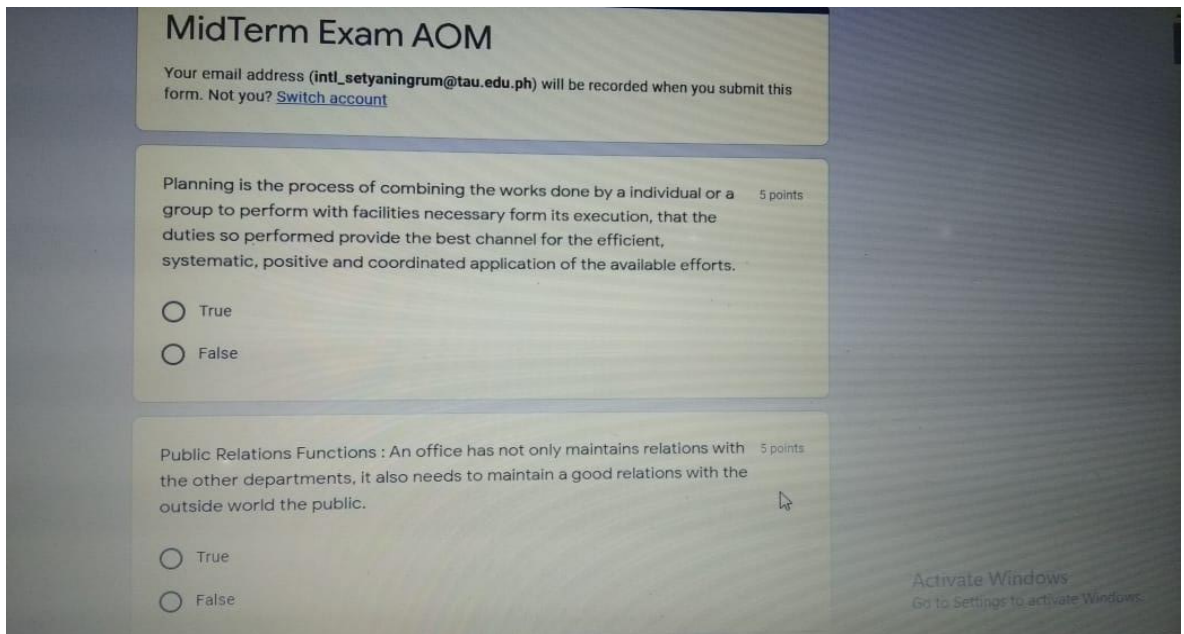 MidTerm Exam AOM
Your email address (intl_setyaningrum@tau.edu.ph) will be recorded when you submit this
form. Not you? Switch account
Planning is the process of combining the works done by a individual or a 5 points
group to perform with facilities necessary form its execution, that the
duties so performed provide the best channel for the efficient,
systematic, positive and coordinated application of the available efforts.
True
False
Public Relations Functions : An office has not only maintains relations with 5 points
the other departments, it also needs to maintain a good relations with the
outside world the public.
True
False
Activate Windows
Go to Settings to activate Windows.